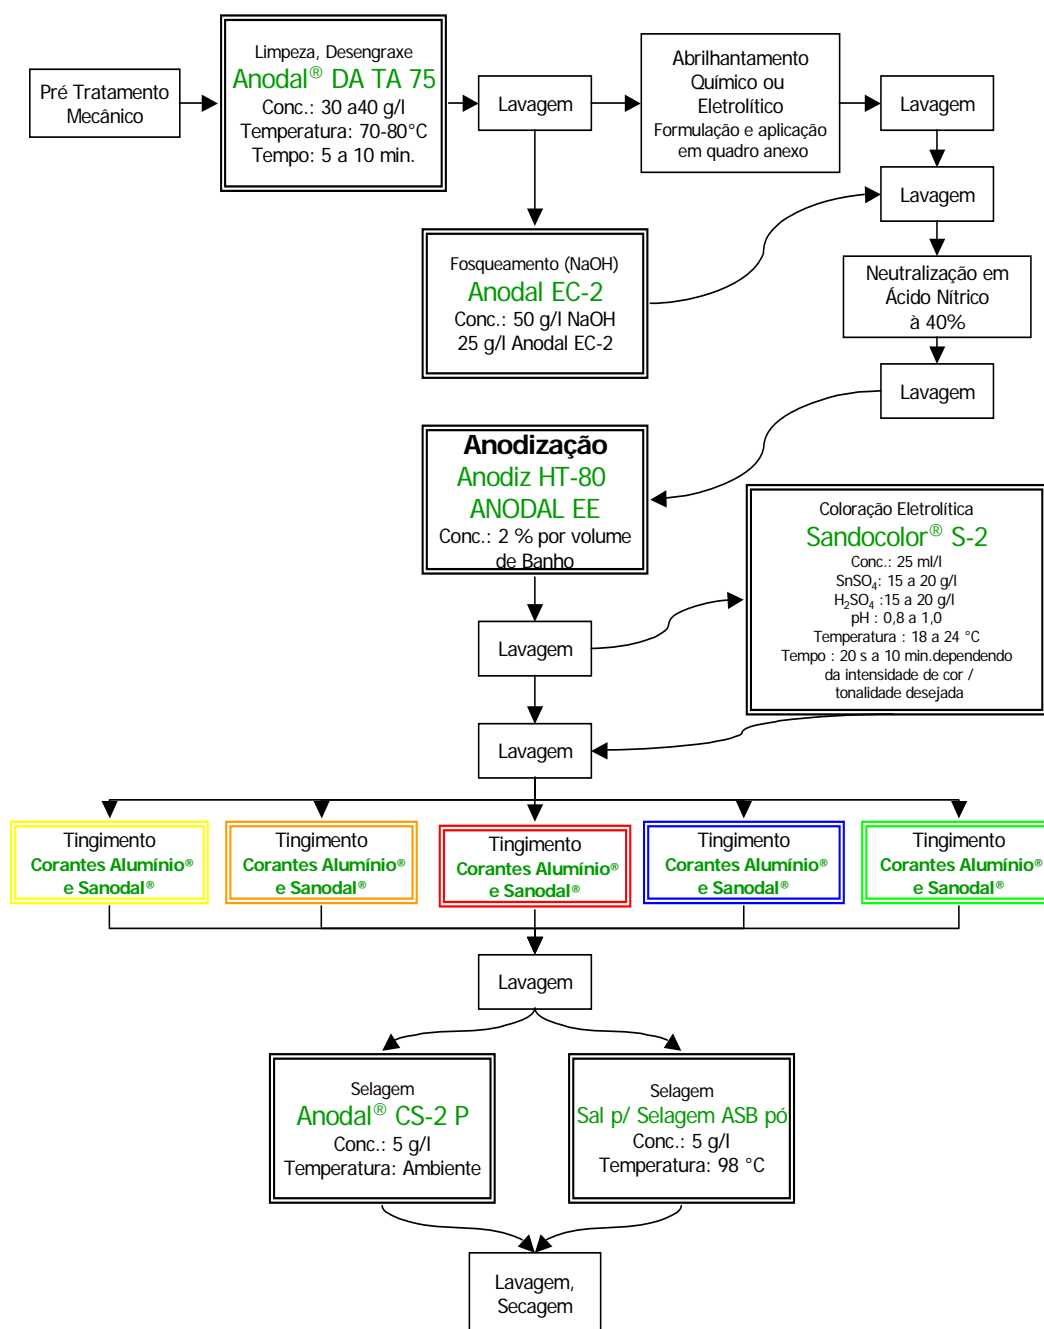 Pré Tratamento
Mecânico
Limpeza, Desengraxe
Anodal® DA TA 75
Conc.: 30 a40 g/l
Temperatura: 70-80°C
Tempo: 5 a 10 min.
Lavagem
Abrilhantamento
Químico ou
Eletrolítico
Formulação e aplicação
em quadro anexo
Lavagem
Lavagem
Fosqueamento (NaOH)
Anodal EC-2
Conc.: 50 g/l NaOH
25 g/l Anodal EC-2
Neutralização em
Ácido Nítrico
à 40%
Lavagem
Anodização
Anodiz HT-80
ANODAL EE
Conc.: 2 % por volume
de Banho
Coloração Eletrolítica
Sandocolor® S-2
Conc.: 25 ml/l
SnSO₄: 15 a 20 g/l
H₂SO₄ :15 a 20 g/l
pH : 0,8 a 1,0
Temperatura : 18 a 24 °C
Tempo : 20 s a 10 min.dependendo
da intensidade de cor /
tonalidade desejada
Lavagem
Lavagem
Tingimento
Corantes Alumínio®
e Sanodal®
Tingimento
Corantes Alumínio®
e Sanodal®
Tingimento
Corantes Alumínio®
e Sanodal®
Tingimento
Corantes Alumínio®
e Sanodal®
Tingimento
Corantes Alumínio®
e Sanodal®
Lavagem
Selagem
Anodal® CS-2 P
Conc.: 5 g/l
Temperatura: Ambiente
Selagem
Sal p/ Selagem ASB pó
Conc.: 5 g/l
Temperatura: 98 °C
Lavagem,
Secagem